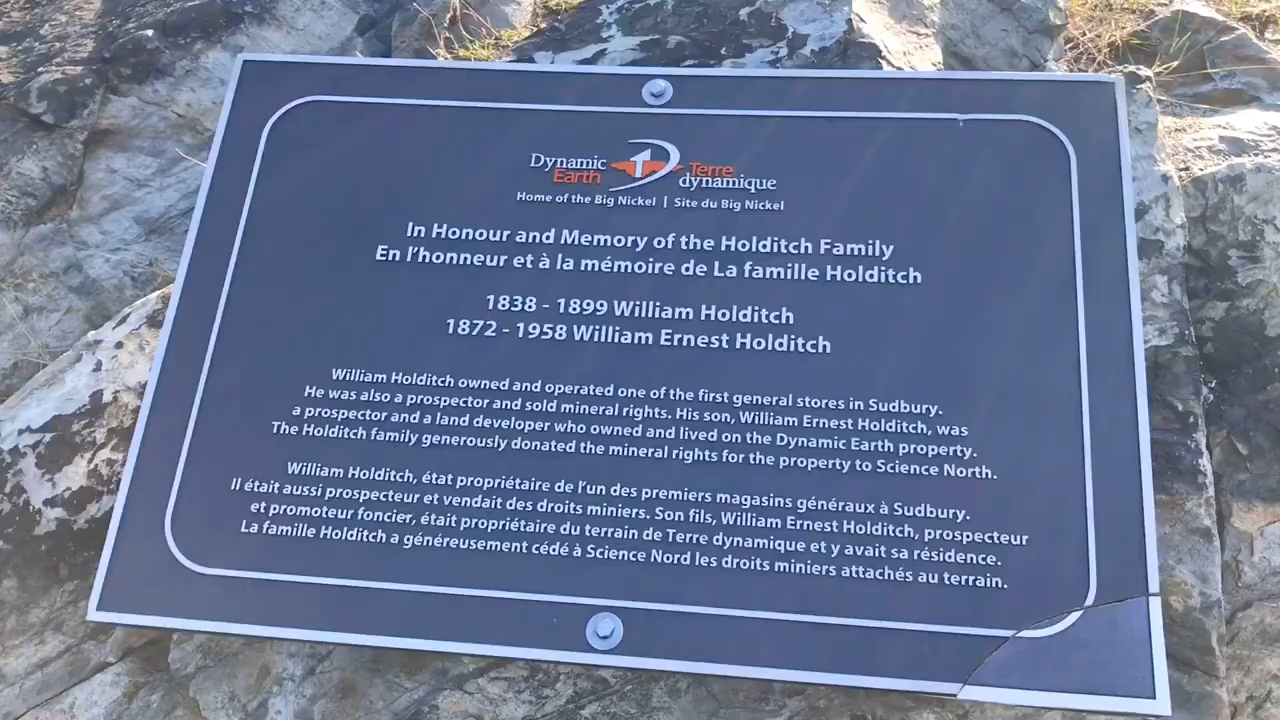 Dynamic Earth Terre dynamique
Home of the Big Nickel | Site du Big Nickel
In Honour and Memory of the Holditch Family
En l'honneur et à la mémoire de La famille Holditch
1838 - 1899 William Holditch
1872 - 1958 William Ernest Holditch
William Holditch owned and operated one of the first general stores in Sudbury.
He was also a prospector and sold mineral rights. His son, William Ernest Holditch, was
a prospector and a land developer who owned and lived on the Dynamic Earth property.
The Holditch family generously donated the mineral rights for the property to Science North.
William Holditch, état propriétaire de l'un des premiers magasins généraux à Sudbury.
Il était aussi prospecteur et vendait des droits miniers. Son fils, William Ernest Holditch, prospecteur
et promoteur foncier, était propriétaire du terrain de Terre dynamique et y avait sa résidence.
La famille Holditch a généreusement cédé à Science Nord les droits miniers attachés au terrain.